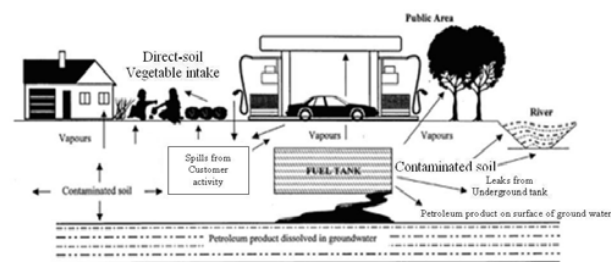 Public Area
Direct-soil
Vegetable intake
River
Vapours
Vapours
Vapours
Spills from
Customer
activity
FUEL TANK
Contaminated soil
Contaminated soil
Leaks from
Underground tank
Petroleum product on surface of ground water
Petroleum product dissolved in groundwater